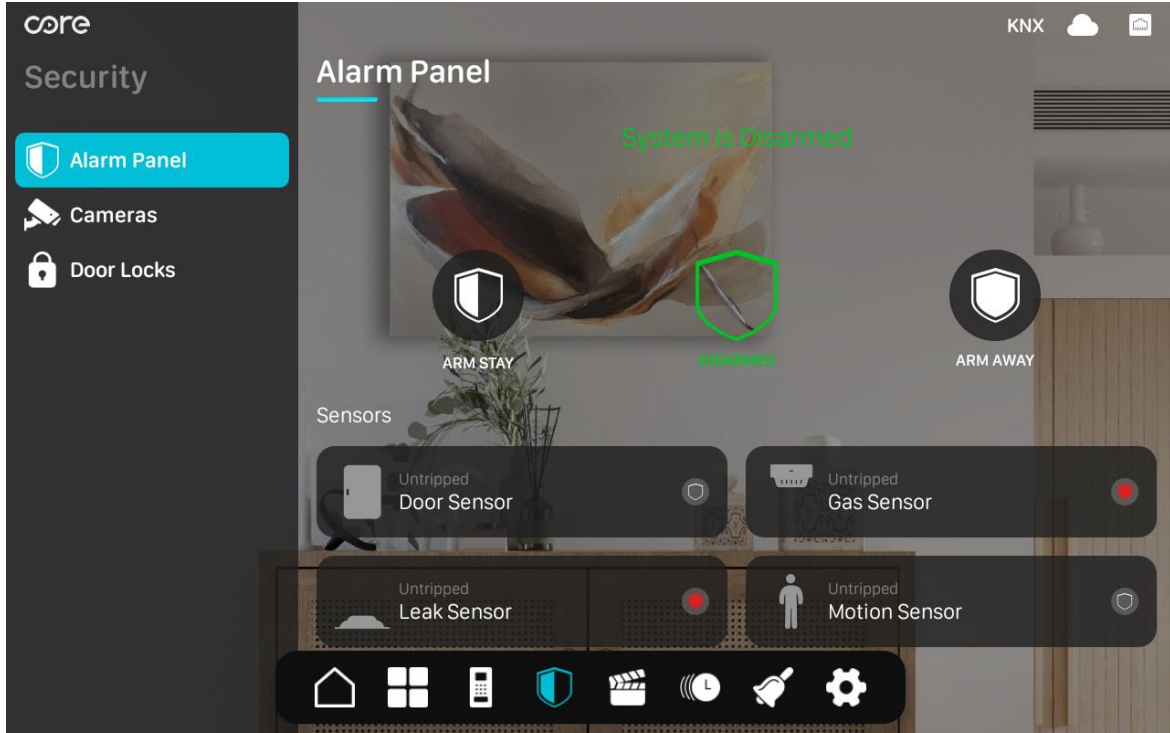 core
KNX
Security
Alarm Panel
System is Disarmed
Alarm Panel
Cameras
Door Locks
ARM STAY
DISARMED
ARM AWAY
Sensors
Untripped
Door Sensor
Untripped
Gas Sensor
Untripped
Leak Sensor
Untripped
Motion Sensor